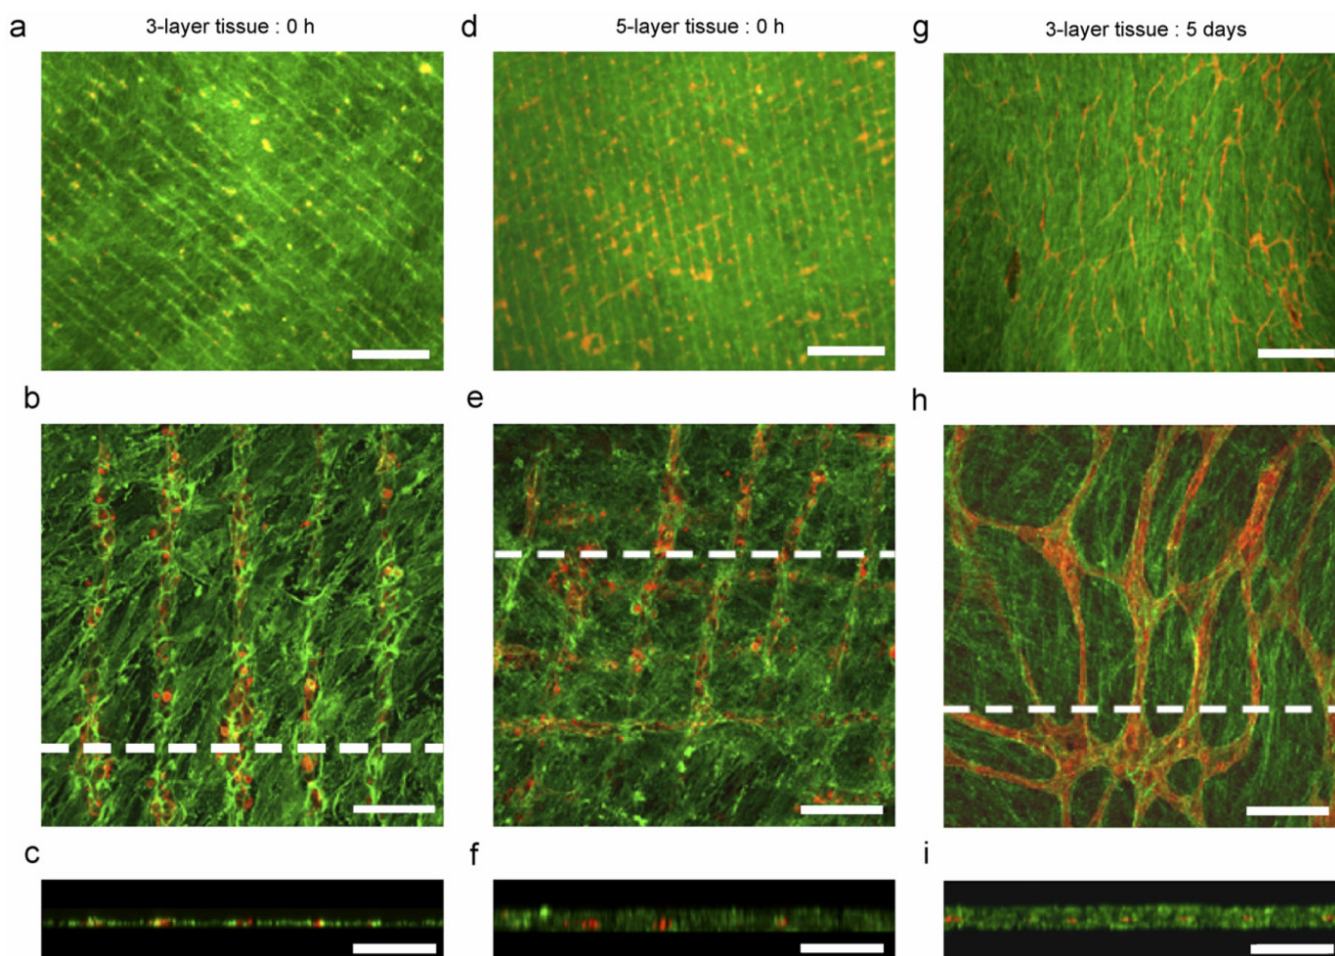 a 3-layer tissue : 0 h
d 5-layer tissue : 0 h
g 3-layer tissue : 5 days
b
e
h
c
f
i